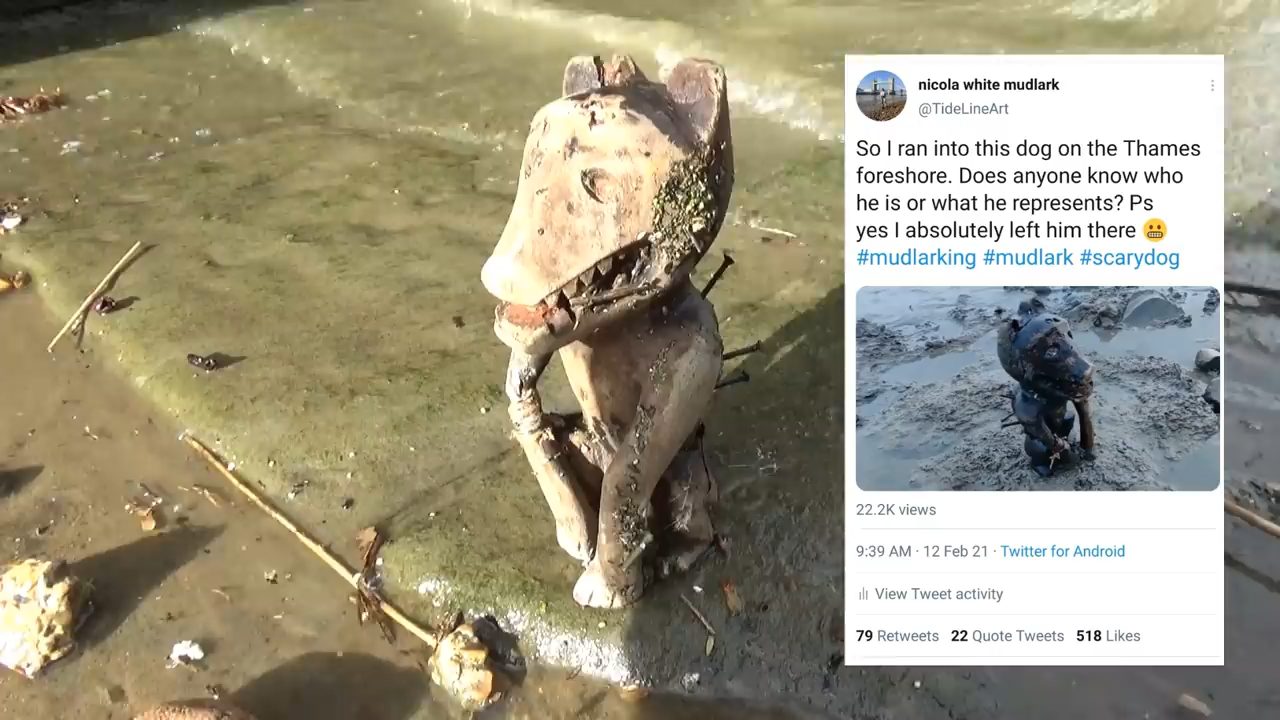 nicola white mudlark
@TideLineArt
So I ran into this dog on the Thames
foreshore. Does anyone know who
he is or what he represents? Ps
yes I absolutely left him there 😬
#mudlarking #mudlark #scarydog
22.2K views
9:39 AM · 12 Feb 21 · Twitter for Android
View Tweet activity
79 Retweets 22 Quote Tweets 518 Likes